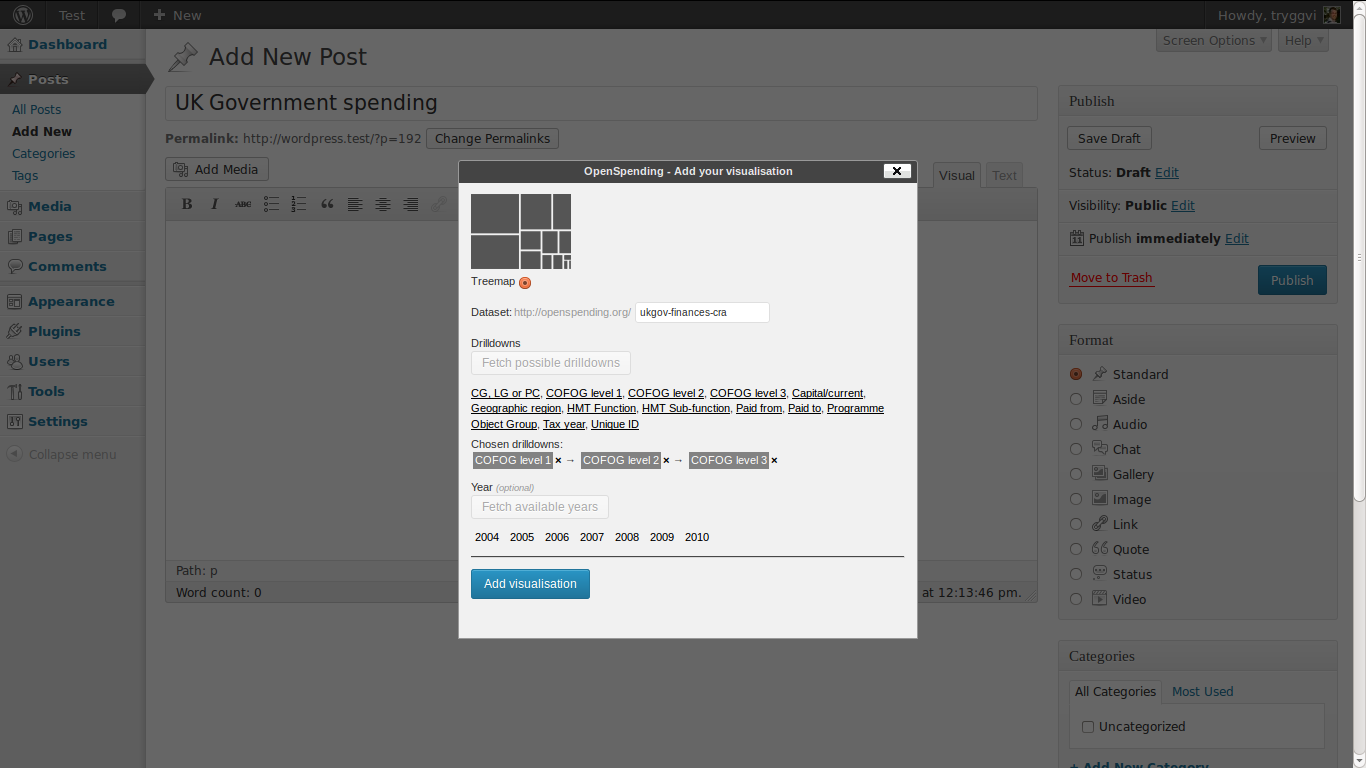 Test
New
Howdy, tryggvi
Dashboard
Posts
All Posts
Add New
Categories
Tags
Media
Pages
Comments
Appearance
Plugins
Users
Tools
Settings
Collapse menu
Screen Options
Help
Add New Post
UK Government spending
Permalink: http://wordpress.test/?p=192 Change Permalinks
Add Media
Visual
Text
B I ABC
Path: p
Word count: 0
at 12:13:46 pm.
OpenSpending - Add your visualisation
Treemap
Dataset: http://openspending.org/ ukgov-finances-cra
Drilldowns
Fetch possible drilldowns
CG, LG or PC, COFOG level 1, COFOG level 2, COFOG level 3, Capital/current,
Geographic region, HMT Function, HMT Sub-function, Paid from, Paid to, Programme
Object Group, Tax year, Unique ID
Chosen drilldowns:
COFOG level 1 × → COFOG level 2 × → COFOG level 3 ×
Year (optional)
Fetch available years
2004 2005 2006 2007 2008 2009 2010
Add visualisation
Publish
Save Draft
Preview
Status: Draft Edit
Visibility: Public Edit
Publish immediately Edit
Move to Trash
Publish
Format
Standard
Aside
Audio
Chat
Gallery
Image
Link
Quote
Status
Video
Categories
All Categories
Most Used
Uncategorized
+ Add New Category